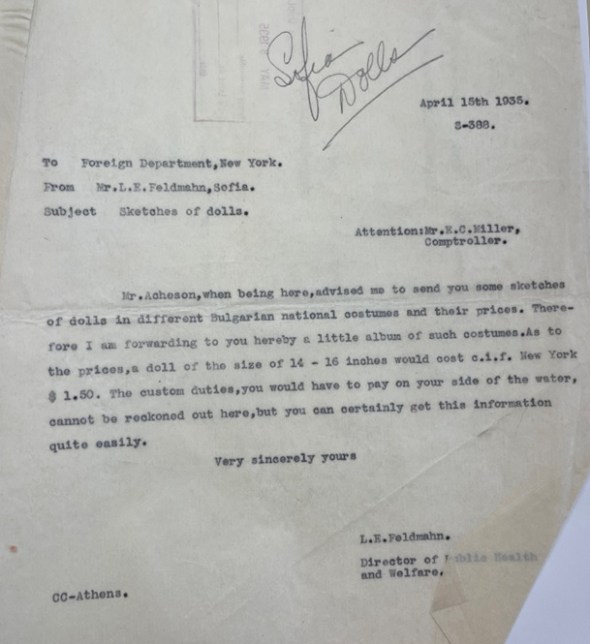 Sofia
Dolls
April 15th 1935.
S-388.
To Foreign Department,New York.
From Mr.L.E.Feldmahn,Sofia.
Subject Sketches of dolls.
Attention:Mr.E.C.Miller,
Comptroller.
Mr.Acheson,when being here,advised me to send you some sketches
of dolls in different Bulgarian national costumes and their prices. There-
fore I am forwarding to you hereby a little album of such costumes.As to
the prices,a doll of the size of 14 - 16 inches would cost c.i.f. New York
$ 1.50. The custom duties,you would have to pay on your side of the water,
cannot be reckoned out here,but you can certainly get this information
quite easily.
Very sincerely yours
L.E.Feldmahn.
Director of Public Health
and Welfare.
CC-Athens.